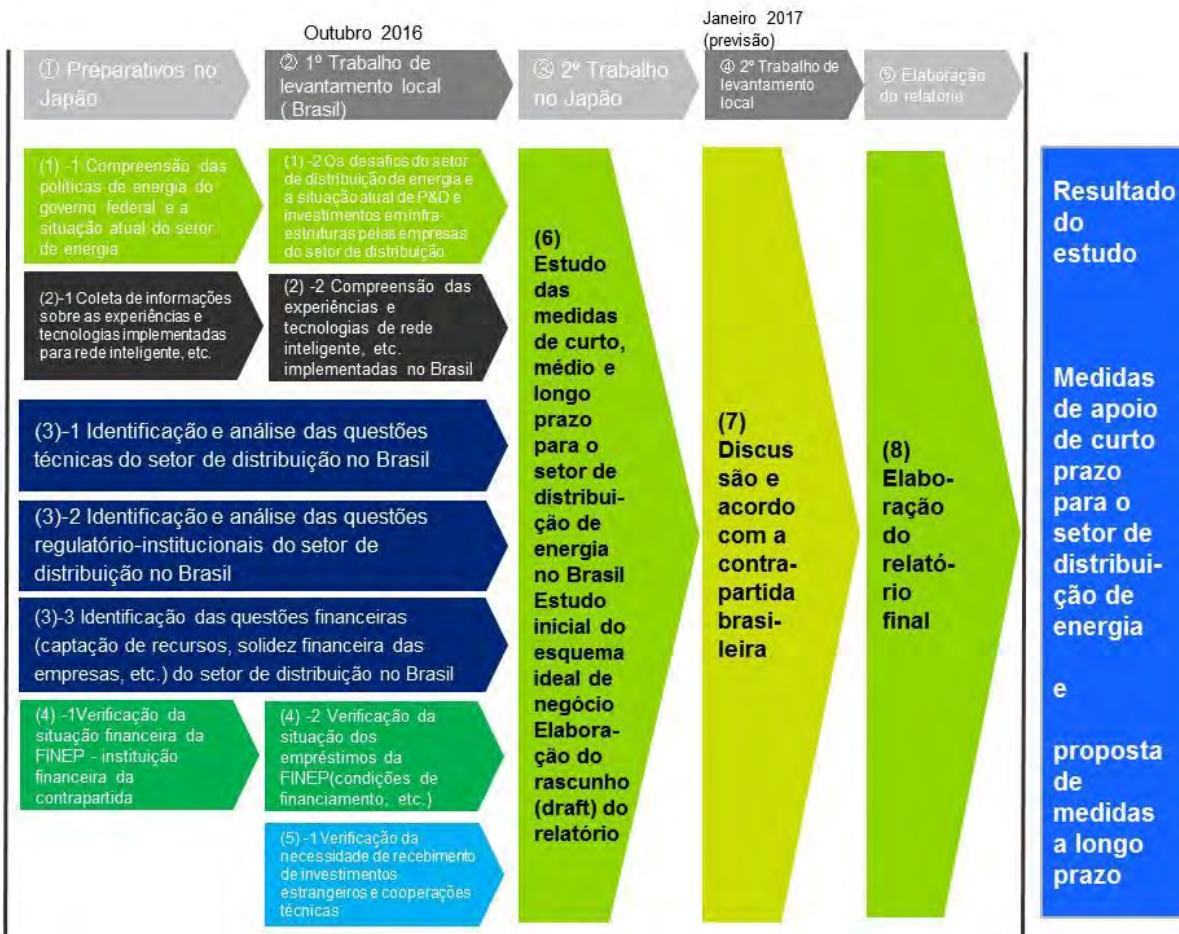 Outubro 2016
Janeiro 2017
(previsão)
① Preparativos no
Japão
② 1º Trabalho de
levantamento local
( Brasil)
③ 2º Trabalho
no Japão
④ 2º Trabalho de
levantamento
local
⑤ Elaboração
do relatório
(1) -1 Compreensão das
políticas de energia do
governo federal e a
situação atual do setor
de energia
(1) -2 Os desafios do setor
de distribuição de energia e
a situação atual de P&D e
investimentos em infra-
estruturas pelas empresas
do setor de distribuição
(2)-1 Coleta de informações
sobre as experiências e
tecnologias implementadas
para rede inteligente, etc.
(2) -2 Compreensão das
experiências e
tecnologias de rede
inteligente, etc.
implementadas no Brasil
(3)-1 Identificação e análise das questões
técnicas do setor de distribuição no Brasil
(3)-2 Identificação e análise das questões
regulatório-institucionais do setor de
distribuição no Brasil
(3)-3 Identificação das questões financeiras
(captação de recursos, solidez financeira das
empresas, etc.) do setor de distribuição no Brasil
(4) -1Verificação da
situação financeira da
FINEP - instituição
financeira da
contrapartida
(4) -2 Verificação da
situação dos
empréstimos da
FINEP(condições de
financiamento, etc.)
(5) -1 Verificação da
necessidade de recebimento
de investimentos
estrangeiros e cooperações
técnicas
(6)
Estudo
das
medidas
de curto,
médio e
longo
prazo
para o
setor de
distribui-
ção de
energia
no Brasil
Estudo
inicial do
esquema
ideal de
negócio
Elabora-
ção do
rascunho
(draft) do
relatório
(7)
Discus
são e
acordo
com a
contra-
partida
brasi-
leira
(8)
Elabo-
ração
do
relató-
rio
final
Resultado
do
estudo
Medidas
de apoio
de curto
prazo
para o
setor de
distribui-
ção de
energia
e
proposta
de
medidas
a longo
prazo